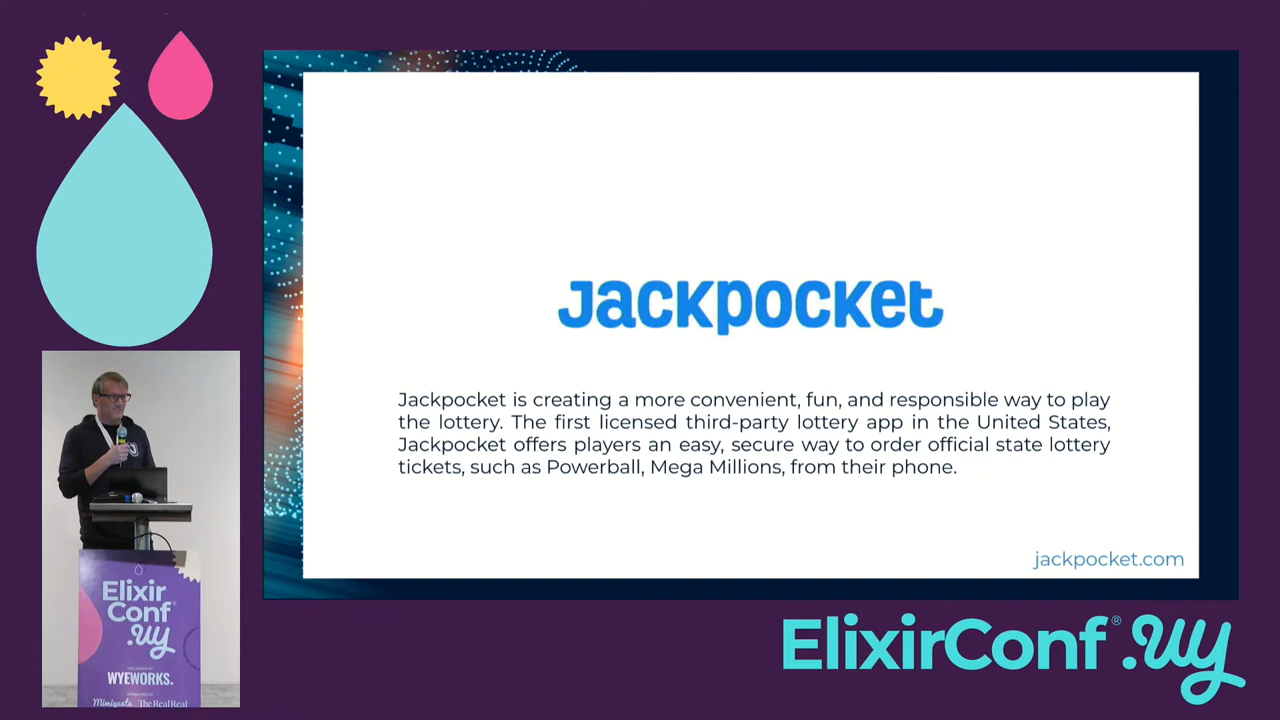 Jackpocket
Jackpocket is creating a more convenient, fun, and responsible way to play
the lottery. The first licensed third-party lottery app in the United States,
Jackpocket offers players an easy, secure way to order official state lottery
tickets, such as Powerball, Mega Millions, from their phone.
jackpocket.com
Elixir
Conf®
.uy
WYEWORKS.
Mimiquate TheRealReal
ElixirConf® .uy